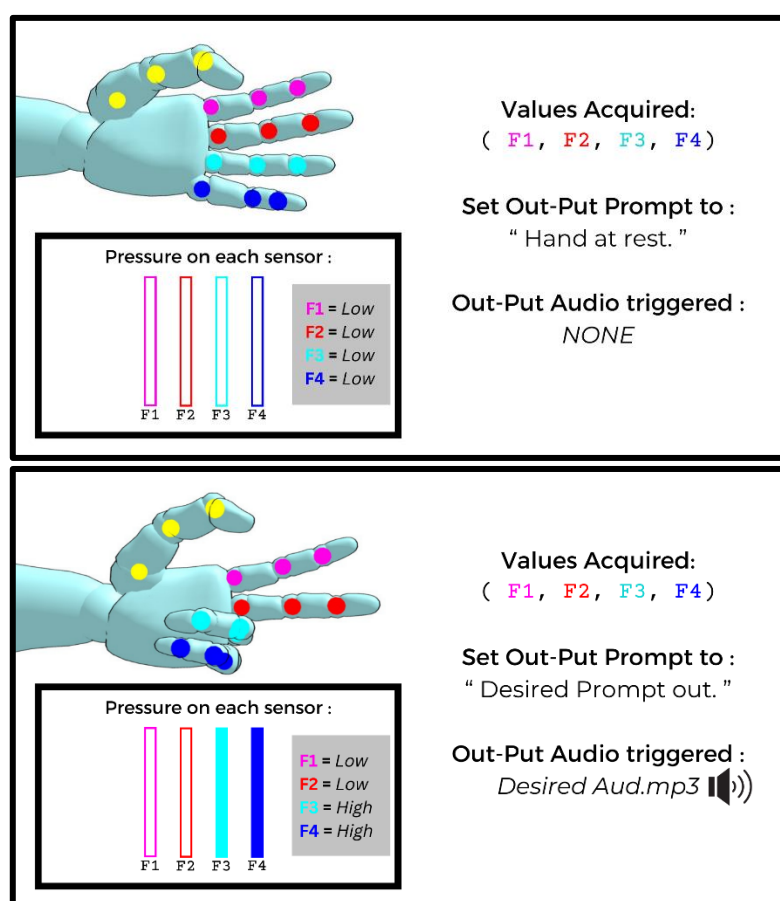 Values Acquired:
( F1, F2, F3, F4)
Set Out-Put Prompt to :
“ Hand at rest. ”
Out-Put Audio triggered :
NONE
Pressure on each sensor :
F1 = Low
F2 = Low
F3 = Low
F4 = Low
F1 F2 F3 F4
Values Acquired:
( F1, F2, F3, F4)
Set Out-Put Prompt to :
“ Desired Prompt out. ”
Out-Put Audio triggered :
Desired Aud.mp3
Pressure on each sensor :
F1 = Low
F2 = Low
F3 = High
F4 = High
F1 F2 F3 F4